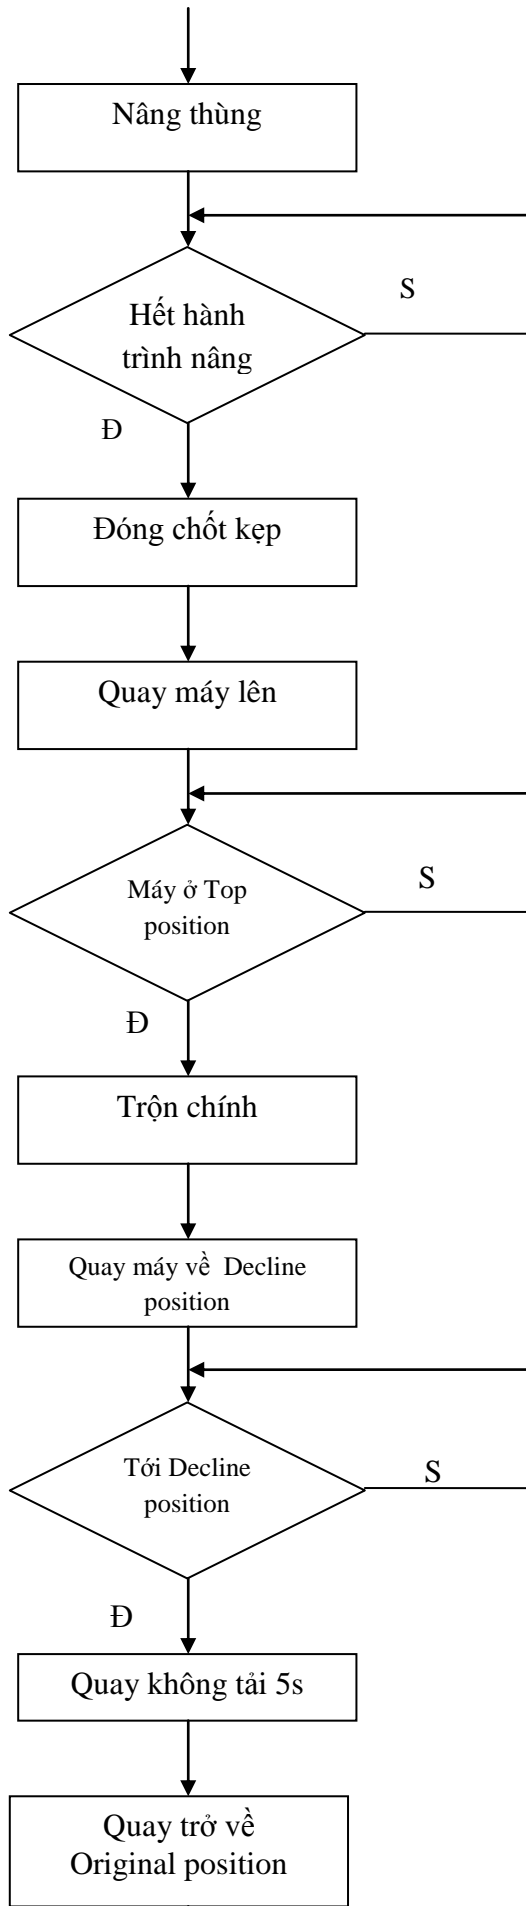 Nâng thùng
S
Hết hành
trình nâng
Đ
Đóng chốt kẹp
Quay máy lên
S
Máy ở Top
position
Đ
Trộn chính
Quay máy về Decline
position
Tới Decline
position
S
Đ
Quay không tải 5s
Quay trở về
Original position